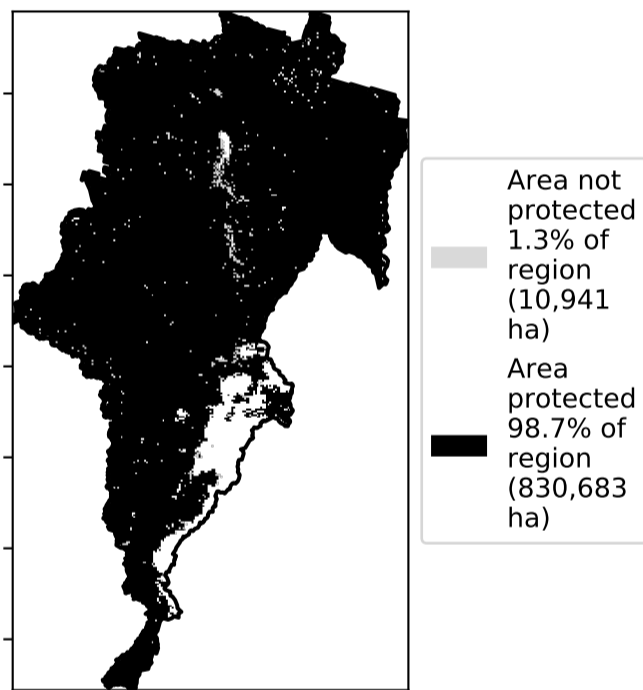 Area not
protected
1.3% of
region
(10,941
ha)
Area
protected
98.7% of
region
(830,683
ha)